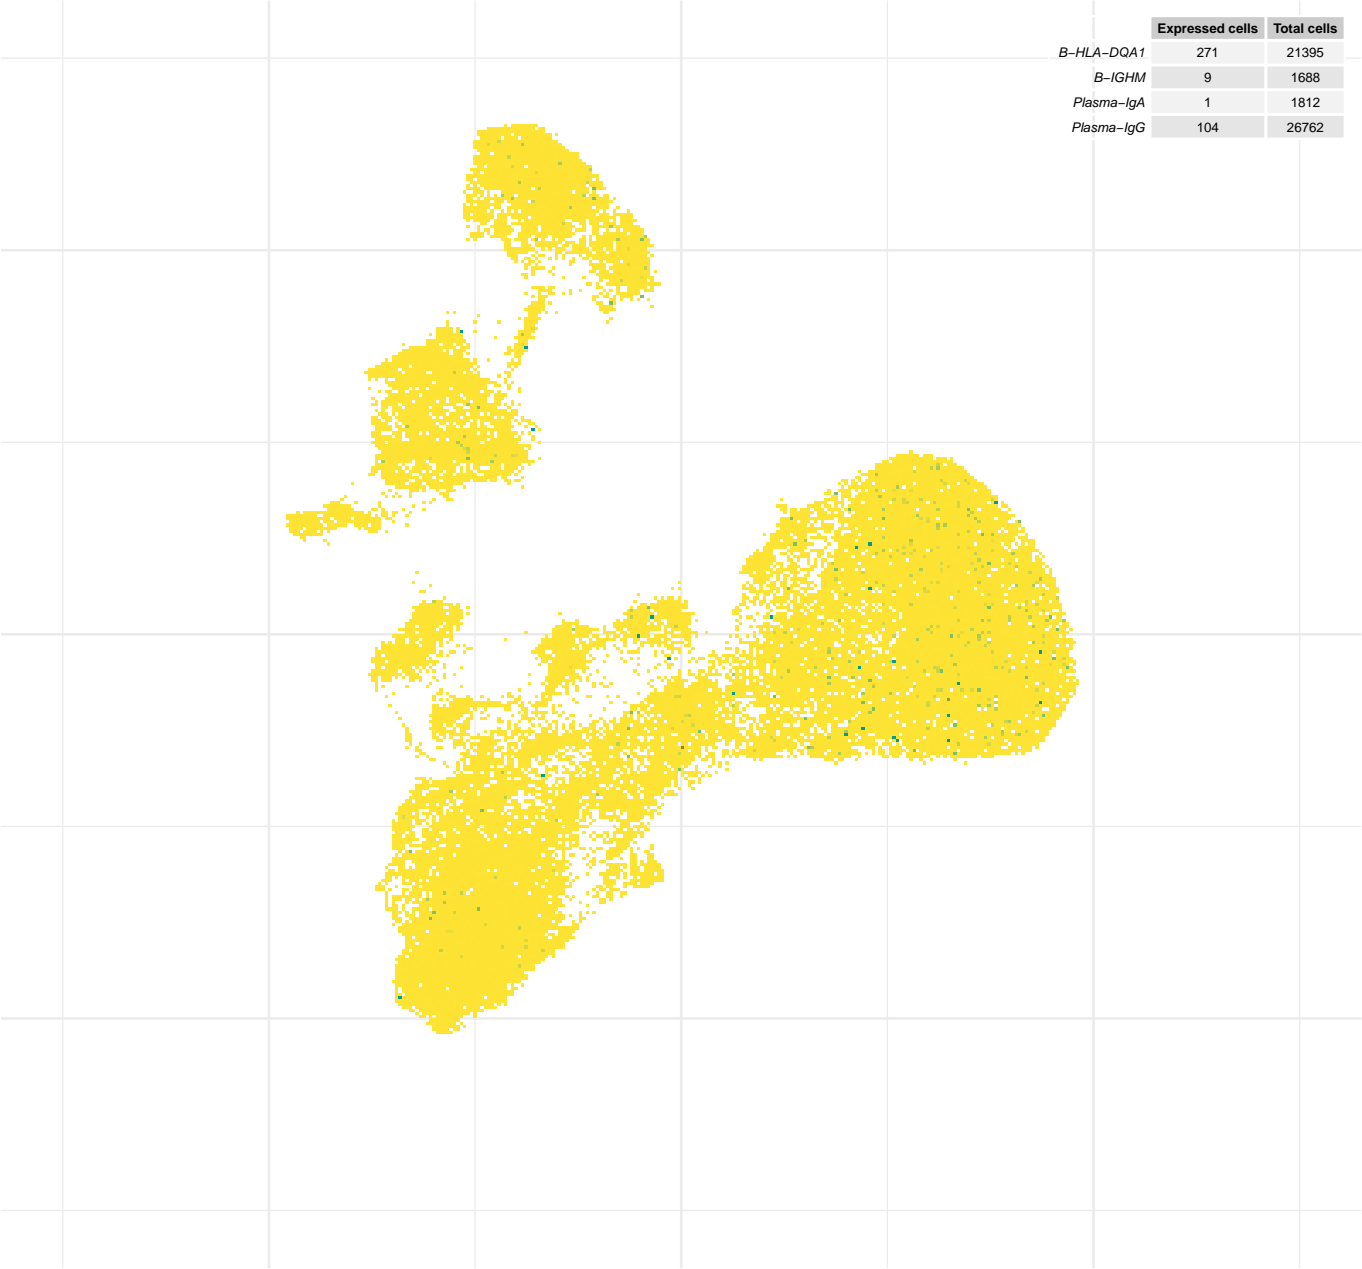 Expressed cells Total cells
B−HLA−DQA1 271 21395
B−IGHM 9 1688
Plasma−IgA 1 1812
Plasma−IgG 104 26762